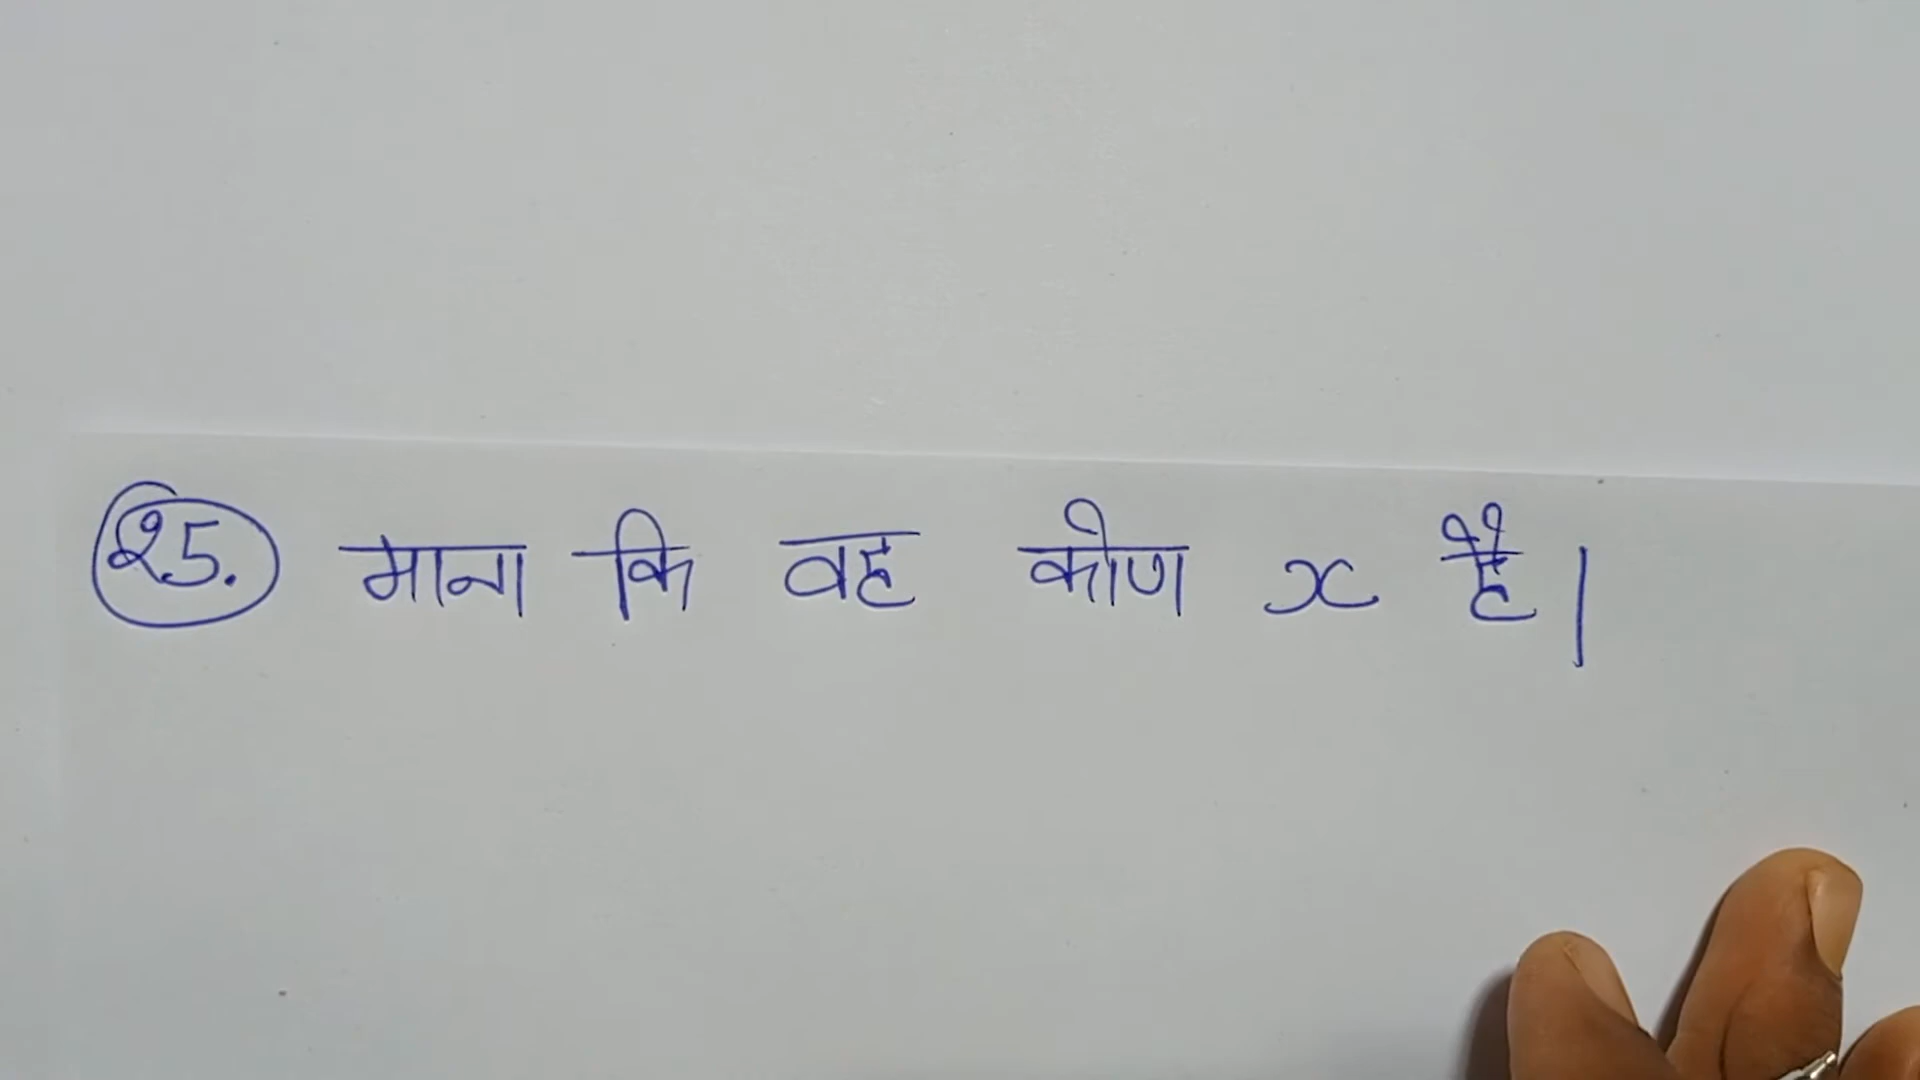 25. माना कि वह कोण x है।